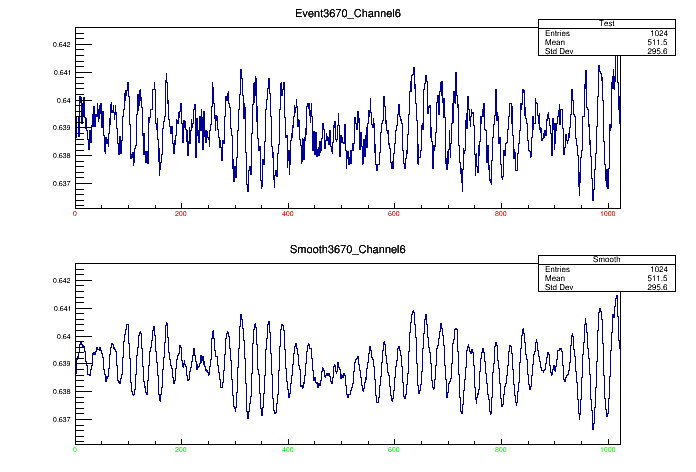 Event3670_Channel6
Test
Entries 1024
Mean 511.5
Std Dev 295.6
0.642
0.641
0.64
0.639
0.638
0.637
0 200 400 600 800 1000
Smooth3670_Channel6
Smooth
Entries 1024
Mean 511.5
Std Dev 295.6
0.642
0.641
0.64
0.639
0.638
0.637
0 200 400 600 800 1000